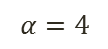 α = 4